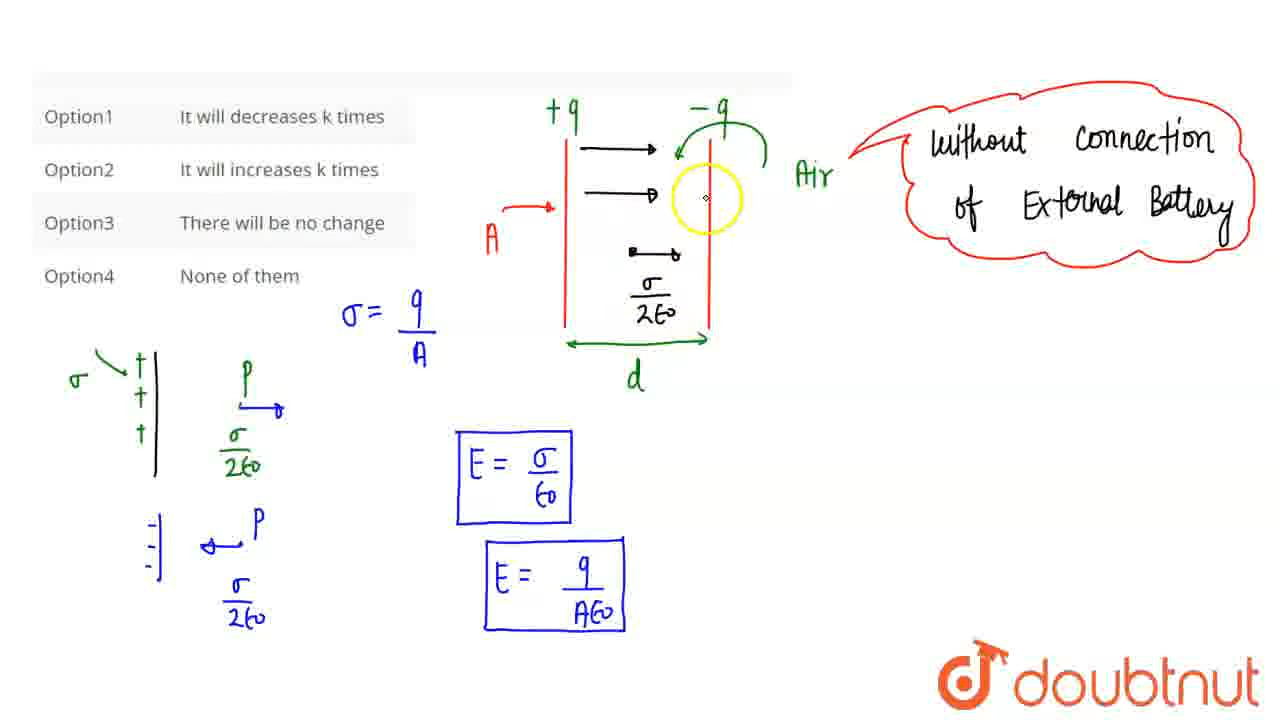 Option1 It will decreases k times
Option2 It will increases k times
Option3 There will be no change
Option4 None of them
+q
-q
A
σ/2ε0
d
Air
Without Connection
of External Battery
σ = q/A
σ
+
+
+
P
σ/2ε0
-
-
-
P
σ/2ε0
E = σ/ε0
E = q/Aε0
doubtnut